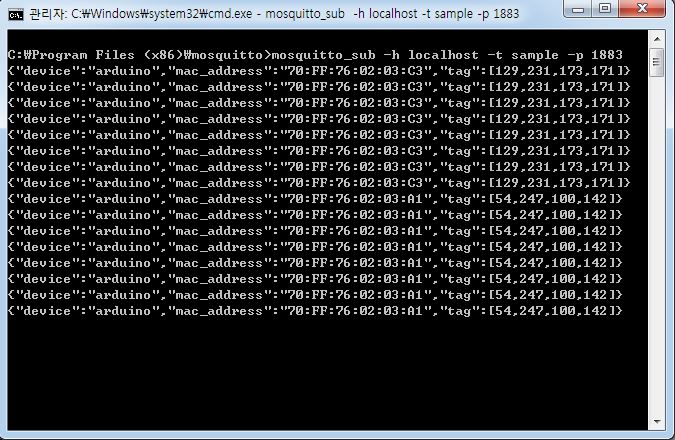 관리자: C:₩Windows₩system32₩cmd.exe - mosquitto_sub  -h localhost -t sample -p 1883
C:₩Program Files (x86)₩mosquitto>mosquitto_sub -h localhost -t sample -p 1883
{"device":"arduino","mac_address":"70:FF:76:02:03:C3","tag":[129,231,173,171]}
{"device":"arduino","mac_address":"70:FF:76:02:03:C3","tag":[129,231,173,171]}
{"device":"arduino","mac_address":"70:FF:76:02:03:C3","tag":[129,231,173,171]}
{"device":"arduino","mac_address":"70:FF:76:02:03:C3","tag":[129,231,173,171]}
{"device":"arduino","mac_address":"70:FF:76:02:03:C3","tag":[129,231,173,171]}
{"device":"arduino","mac_address":"70:FF:76:02:03:C3","tag":[129,231,173,171]}
{"device":"arduino","mac_address":"70:FF:76:02:03:C3","tag":[129,231,173,171]}
{"device":"arduino","mac_address":"70:FF:76:02:03:C3","tag":[129,231,173,171]}
{"device":"arduino","mac_address":"70:FF:76:02:03:A1","tag":[54,247,100,142]}
{"device":"arduino","mac_address":"70:FF:76:02:03:A1","tag":[54,247,100,142]}
{"device":"arduino","mac_address":"70:FF:76:02:03:A1","tag":[54,247,100,142]}
{"device":"arduino","mac_address":"70:FF:76:02:03:A1","tag":[54,247,100,142]}
{"device":"arduino","mac_address":"70:FF:76:02:03:A1","tag":[54,247,100,142]}
{"device":"arduino","mac_address":"70:FF:76:02:03:A1","tag":[54,247,100,142]}
{"device":"arduino","mac_address":"70:FF:76:02:03:A1","tag":[54,247,100,142]}
{"device":"arduino","mac_address":"70:FF:76:02:03:A1","tag":[54,247,100,142]}